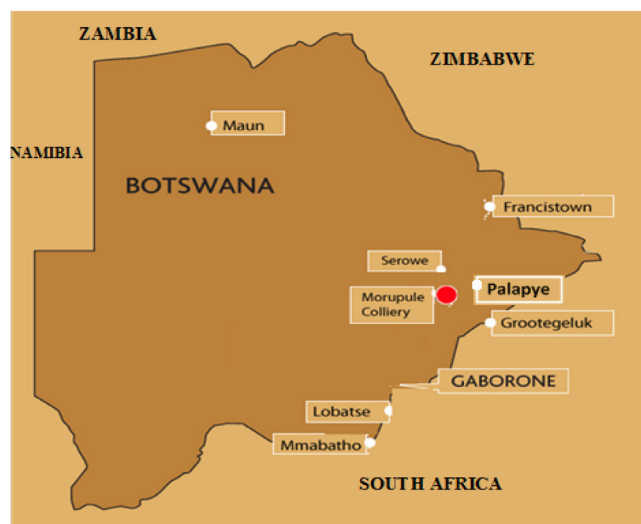 ZAMBIA
ZIMBABWE
Maun
NAMIBIA
BOTSWANA
Francistown
Serowe
Palapye
Morupule
Colliery
Grootegeluk
GABORONE
Lobatse
Mmabatho
SOUTH AFRICA